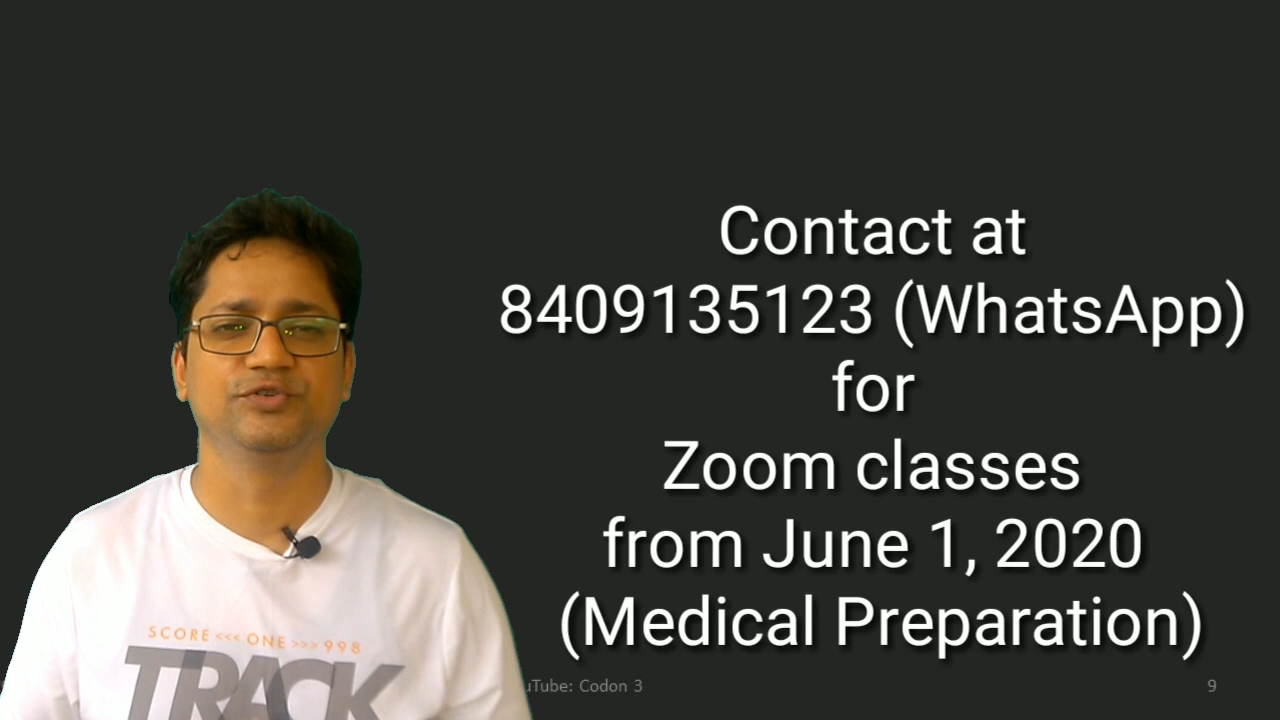 Contact at
8409135123 (WhatsApp)
for
Zoom classes
from June 1, 2020
(Medical Preparation)
SCORE <<< ONE >>> 998
TRACK
uTube: Codon 3
9